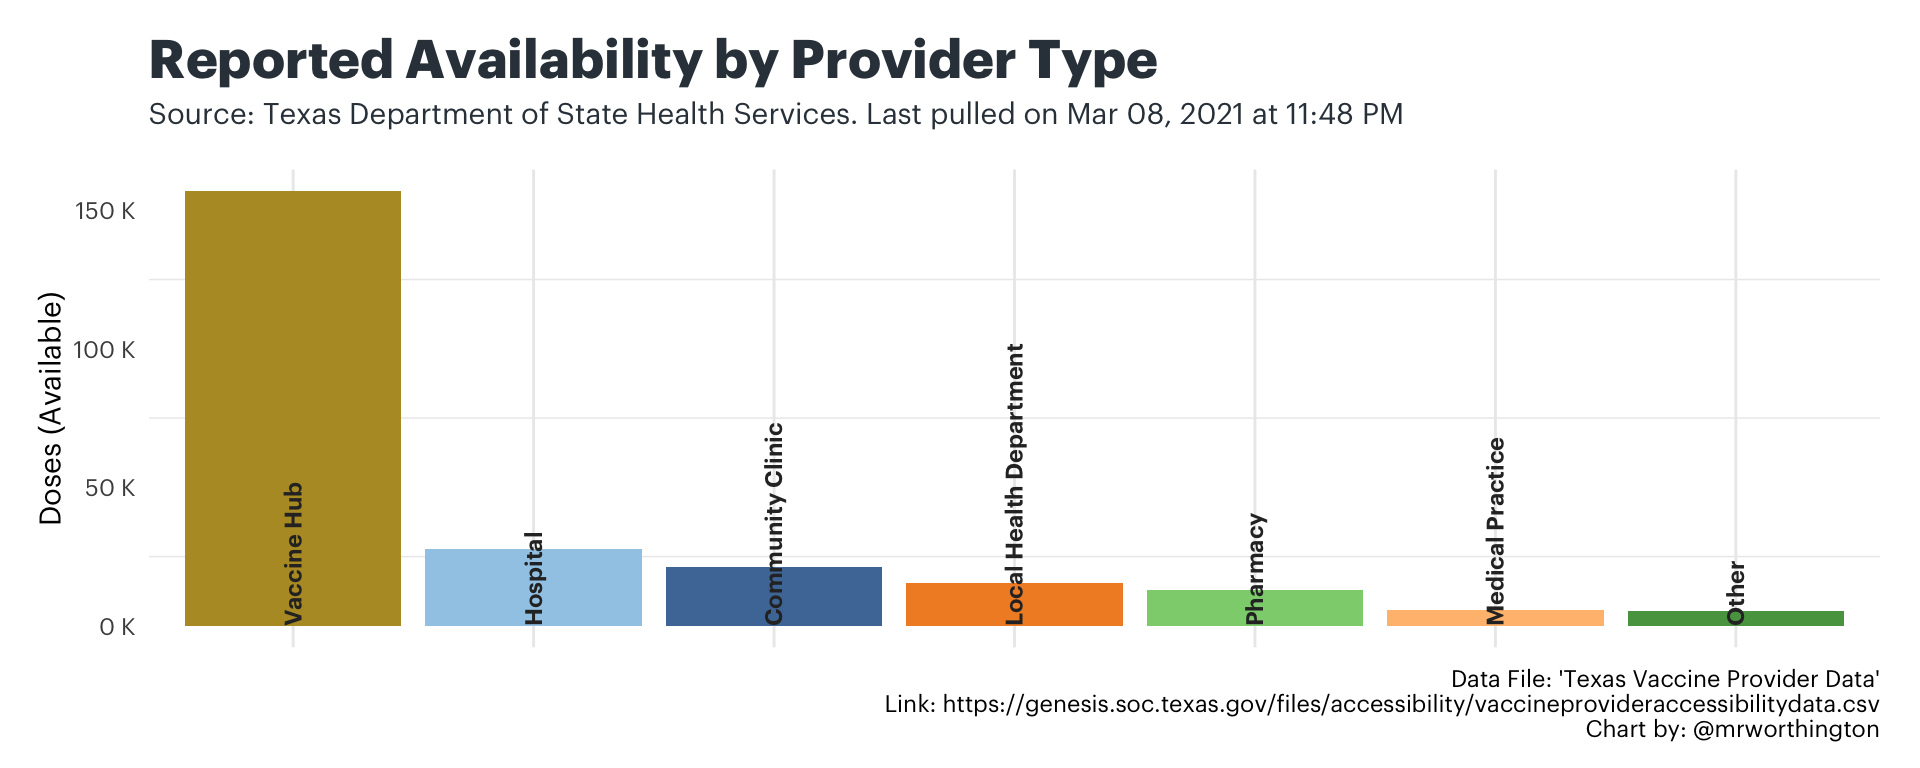 Reported Availability by Provider Type
Source: Texas Department of State Health Services. Last pulled on Mar 08, 2021 at 11:48 PM
Doses (Available)
150 K
100 K
50 K
0 K
Vaccine Hub
Hospital
Community Clinic
Local Health Department
Pharmacy
Medical Practice
Other
Data File: 'Texas Vaccine Provider Data'
Link: https://genesis.soc.texas.gov/files/accessibility/vaccineprovideraccessibilitydata.csv
Chart by: @mrworthington